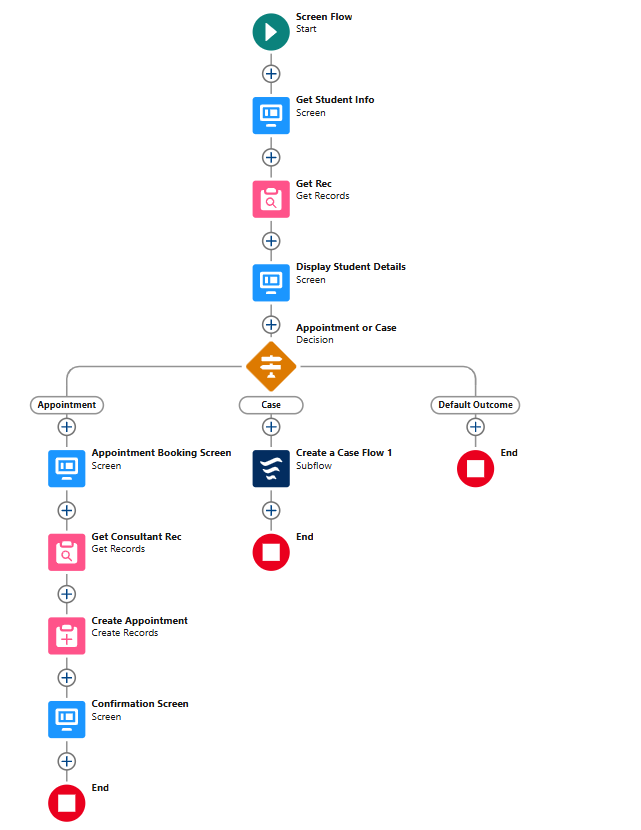 Screen Flow
Start
Get Student Info
Screen
Get Rec
Get Records
Display Student Details
Screen
Appointment or Case
Decision
Appointment
Case
Default Outcome
Appointment Booking Screen
Screen
Create a Case Flow 1
Subflow
End
Get Consultant Rec
Get Records
End
Create Appointment
Create Records
Confirmation Screen
Screen
End